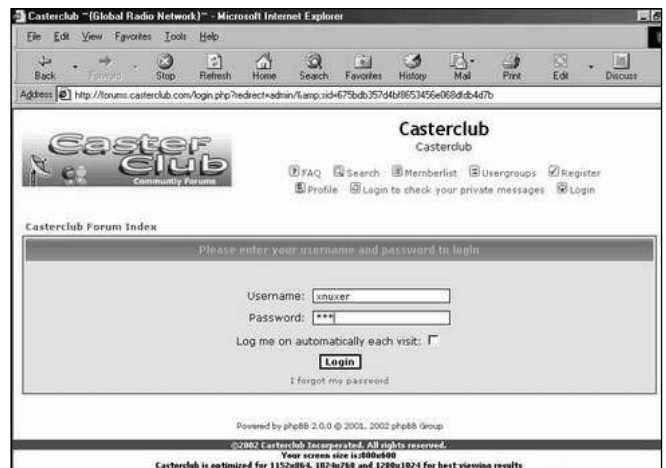 Casterclub ~(Global Radio Network)~ - Microsoft Internet Explorer
File Edit View Favorites Tools Help
Back Forward Stop Refresh Home Search Favorites History Mail Print Edit Discuss
Address http://forums.casterclub.com/login.php?redirect=admin/&amp;sid=675bdb357d4bf8653456e068dfdb4d7b
Caster Club
Community Forums
Casterclub
Casterclub
FAQ Search Memberlist Usergroups Register
Profile Login to check your private messages Login
Casterclub Forum Index
Please enter your username and password to login
Username: xnuxer
Password: ***
Log me on automatically each visit:
Login
I forgot my password
Powered by phpBB 2.0.0 © 2001, 2002 phpBB Group
©2002 Casterclub Incorperated. All rights reserved.
Your screen size is:800x600
Casterclub is optimized for 1152x864, 1024x768 and 1280x1024 for best viewing results